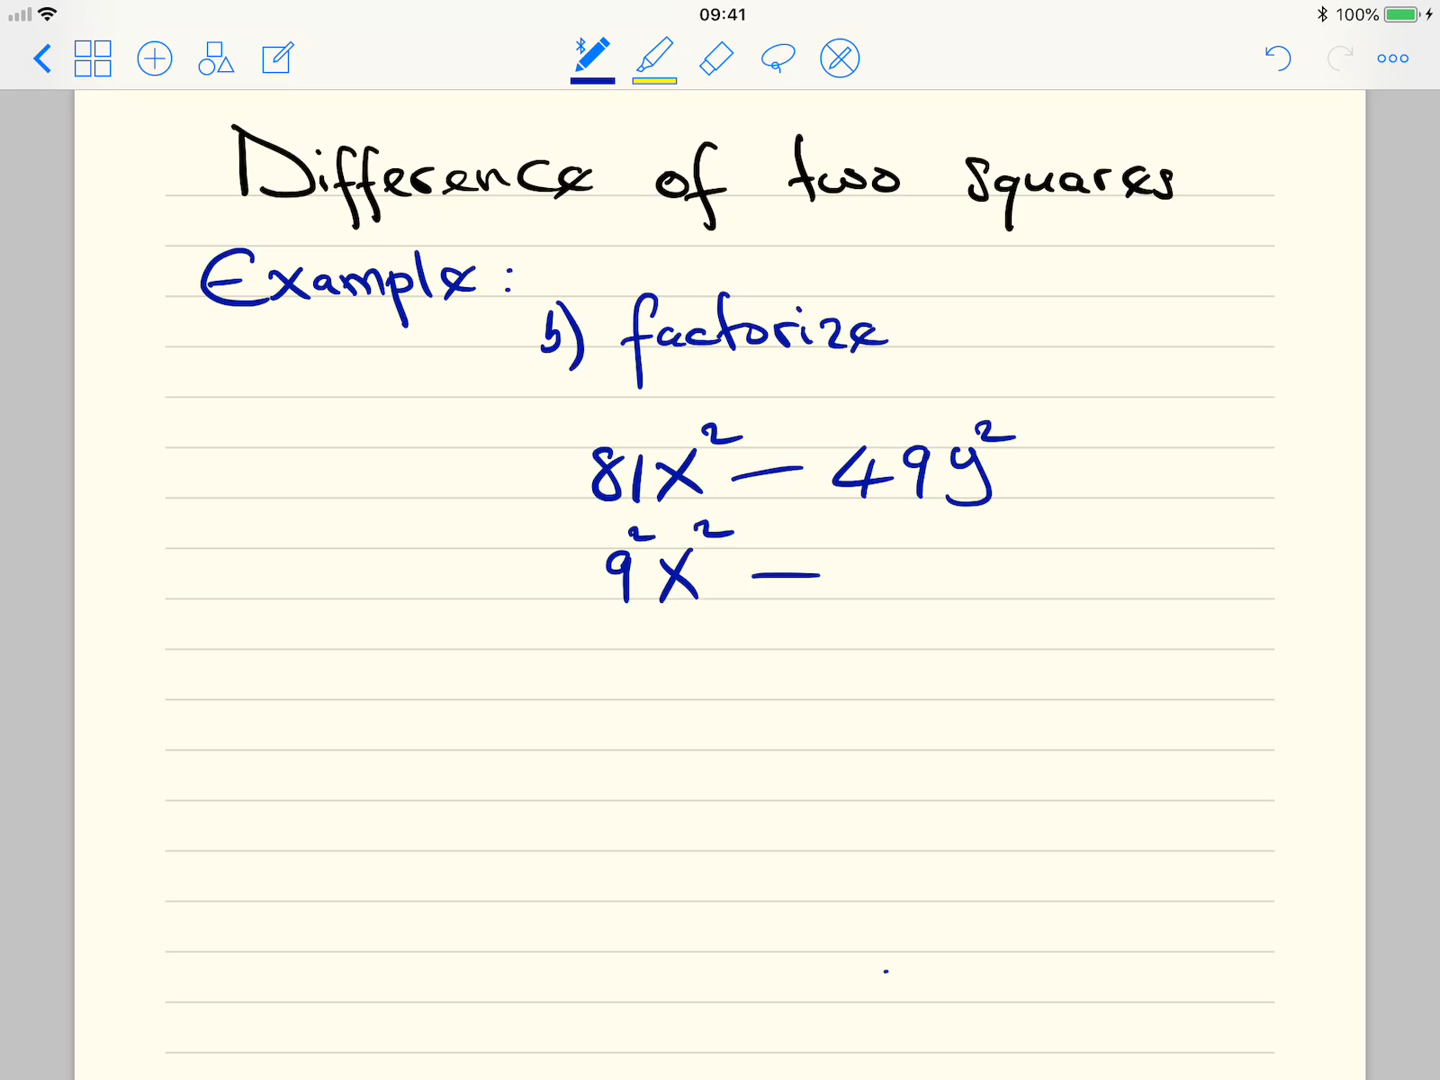 09:41
100%
Difference of two squares
Example:
b) factorize
81x² — 49y²
9²x² —